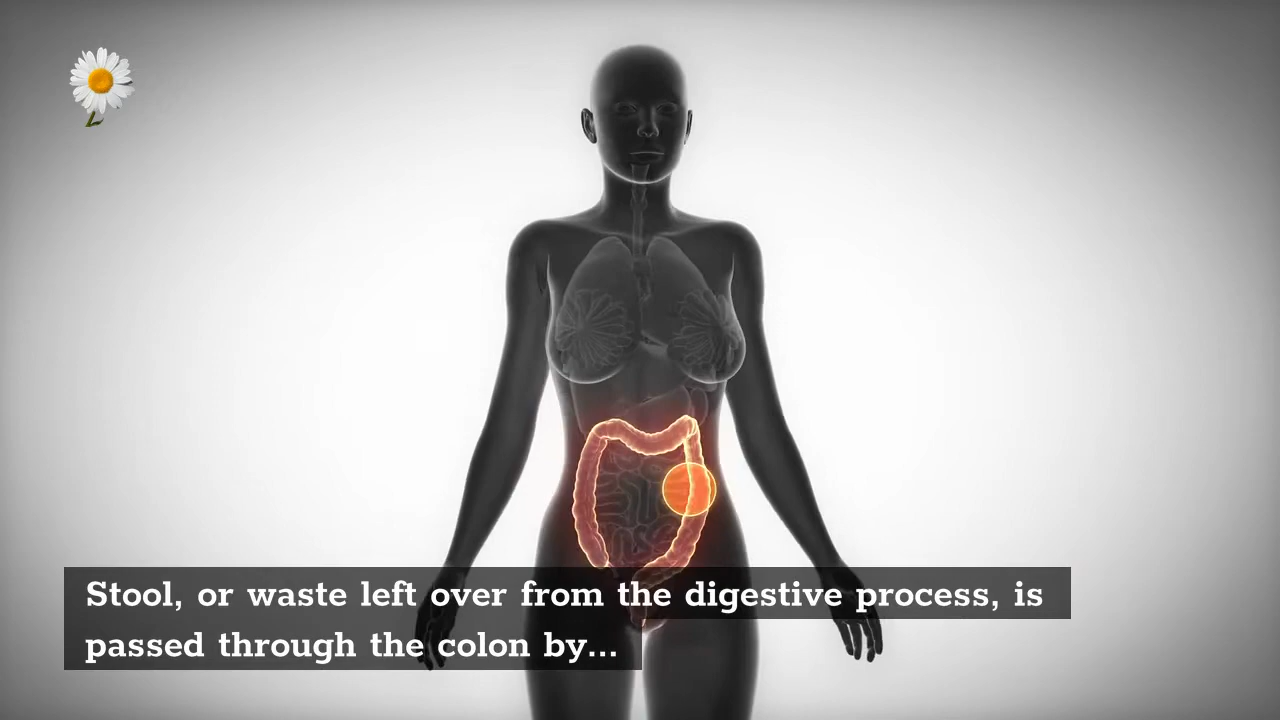 Stool, or waste left over from the digestive process, is
passed through the colon by...